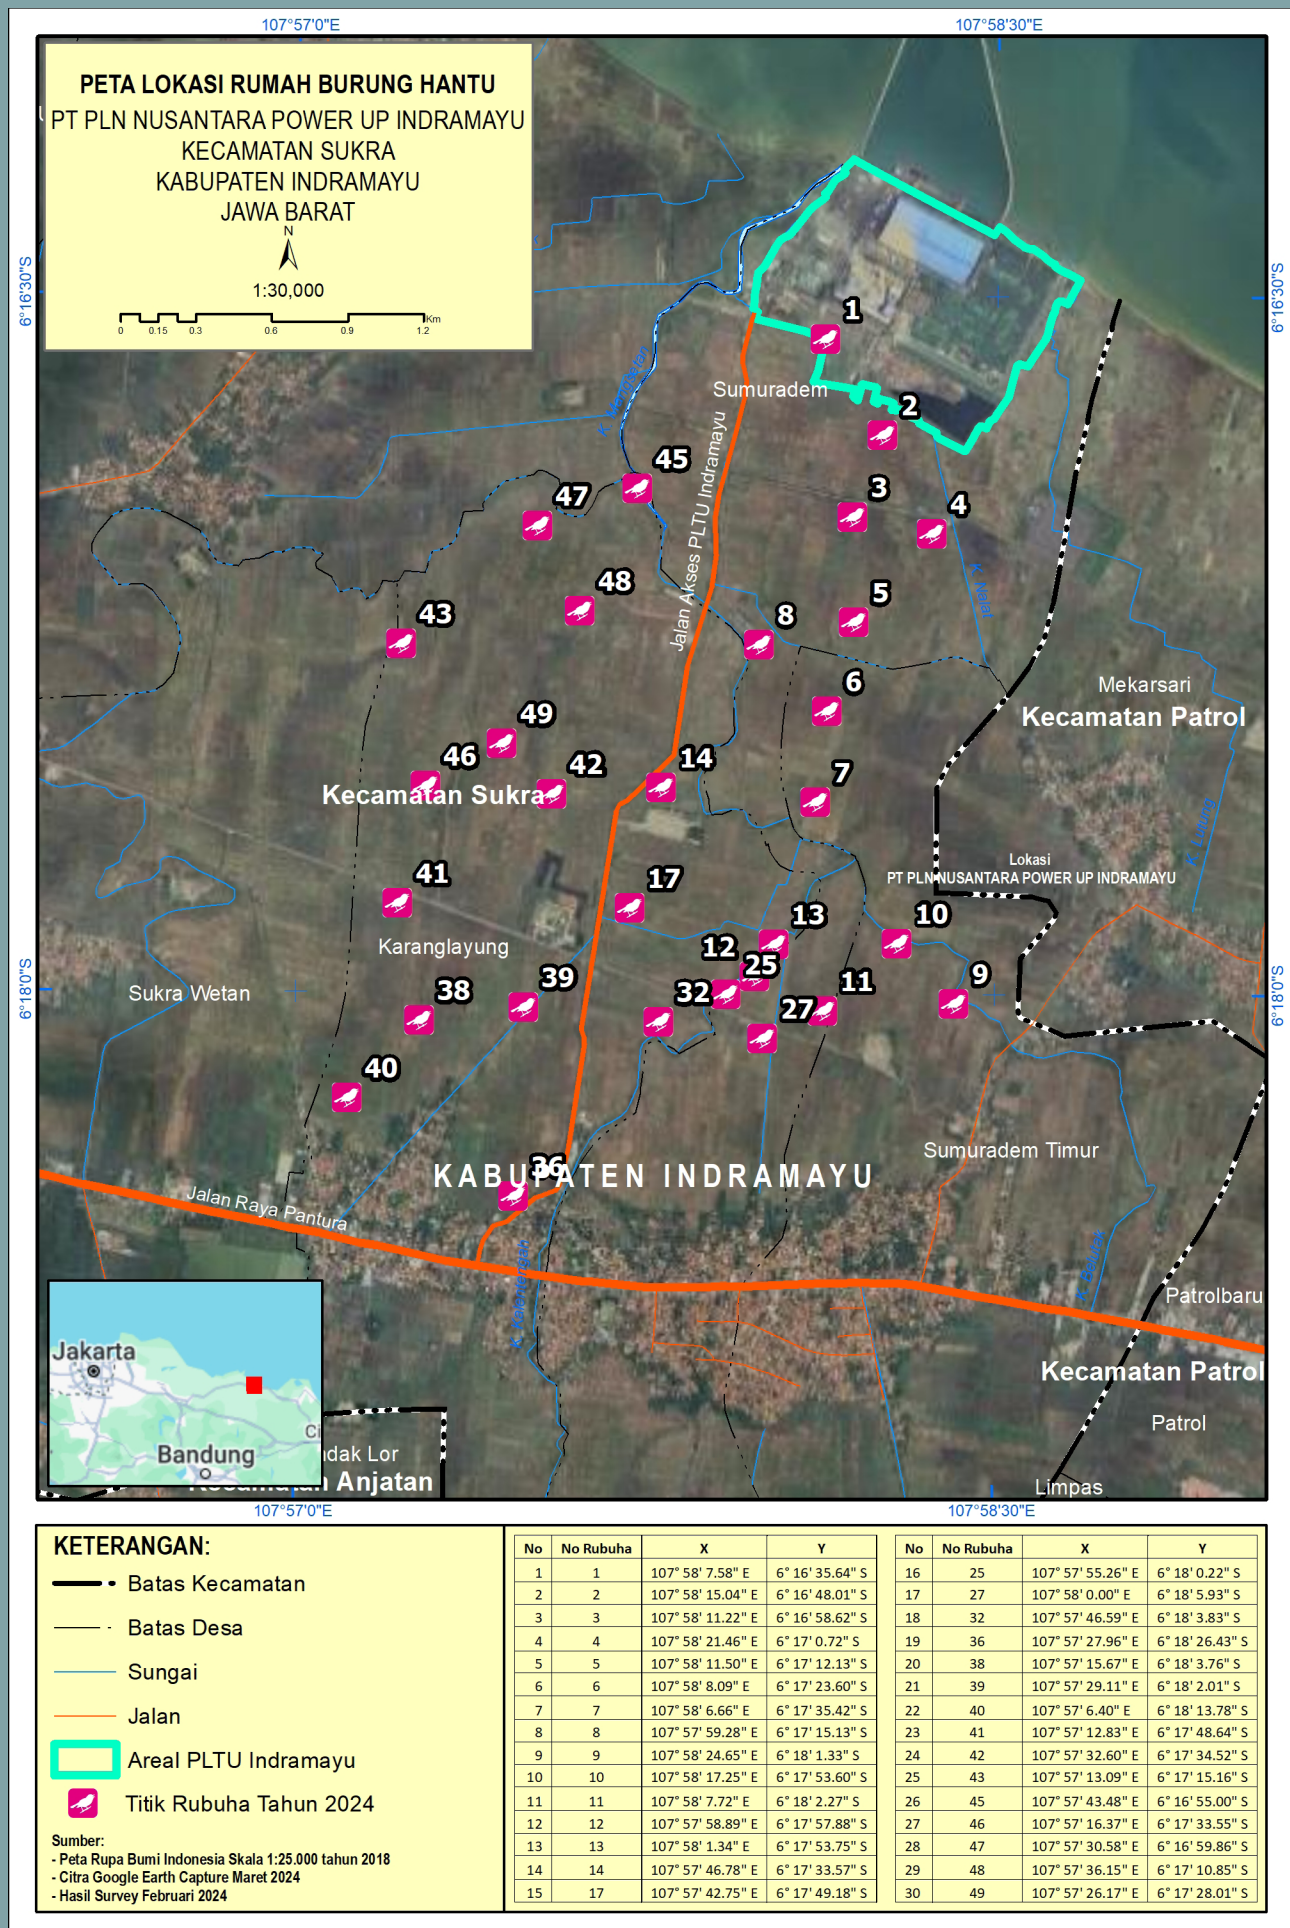 107°57'0"E
107°58'30"E
PETA LOKASI RUMAH BURUNG HANTU
PT PLN NUSANTARA POWER UP INDRAMAYU
KECAMATAN SUKRA
KABUPATEN INDRAMAYU
JAWA BARAT
N
1:30,000
0 0.15 0.3 0.6 0.9 1.2 Km
6°16'30"S
6°16'30"S
1
Sumuradem
K. Mangsetan
2
Jalan Akses PLTU Indramayu
45
47
3
4
48
K. Najat
5
43
8
6
Mekarsari
Kecamatan Patrol
49
46
42
14
7
Kecamatan Sukra
K. Lutung
Lokasi
PT PLN NUSANTARA POWER UP INDRAMAYU
41
17
13
10
Karanglayung
12
25
6°18'0"S
Sukra Wetan
38
39
32
27
11
9
6°18'0"S
40
Sumuradem Timur
36
KABUPATEN INDRAMAYU
Jalan Raya Pantura
Patrolbaru
Kecamatan Patrol
Patrol
Limpas
Jakarta
Bandung
Ci
dak Lor
Anjatan
107°57'0"E
107°58'30"E
KETERANGAN:
Batas Kecamatan
Batas Desa
Sungai
Jalan
Areal PLTU Indramayu
Titik Rubuha Tahun 2024
Sumber:
- Peta Rupa Bumi Indonesia Skala 1:25.000 tahun 2018
- Citra Google Earth Capture Maret 2024
- Hasil Survey Februari 2024
No No Rubuha X Y
1 1 107° 58' 7.58" E 6° 16' 35.64" S
2 2 107° 58' 15.04" E 6° 16' 48.01" S
3 3 107° 58' 11.22" E 6° 16' 58.62" S
4 4 107° 58' 21.46" E 6° 17' 0.72" S
5 5 107° 58' 11.50" E 6° 17' 12.13" S
6 6 107° 58' 8.09" E 6° 17' 23.60" S
7 7 107° 58' 6.66" E 6° 17' 35.42" S
8 8 107° 57' 59.28" E 6° 17' 15.13" S
9 9 107° 58' 24.65" E 6° 18' 1.33" S
10 10 107° 58' 17.25" E 6° 17' 53.60" S
11 11 107° 58' 7.72" E 6° 18' 2.27" S
12 12 107° 57' 58.89" E 6° 17' 57.88" S
13 13 107° 58' 1.34" E 6° 17' 53.75" S
14 14 107° 57' 46.78" E 6° 17' 33.57" S
15 17 107° 57' 42.75" E 6° 17' 49.18" S
No No Rubuha X Y
16 25 107° 57' 55.26" E 6° 18' 0.22" S
17 27 107° 58' 0.00" E 6° 18' 5.93" S
18 32 107° 57' 46.59" E 6° 18' 3.83" S
19 36 107° 57' 27.96" E 6° 18' 26.43" S
20 38 107° 57' 15.67" E 6° 18' 3.76" S
21 39 107° 57' 29.11" E 6° 18' 2.01" S
22 40 107° 57' 6.40" E 6° 18' 13.78" S
23 41 107° 57' 12.83" E 6° 17' 48.64" S
24 42 107° 57' 32.60" E 6° 17' 34.52" S
25 43 107° 57' 13.09" E 6° 17' 15.16" S
26 45 107° 57' 43.48" E 6° 16' 55.00" S
27 46 107° 57' 16.37" E 6° 17' 33.55" S
28 47 107° 57' 30.58" E 6° 16' 59.86" S
29 48 107° 57' 36.15" E 6° 17' 10.85" S
30 49 107° 57' 26.17" E 6° 17' 28.01" S